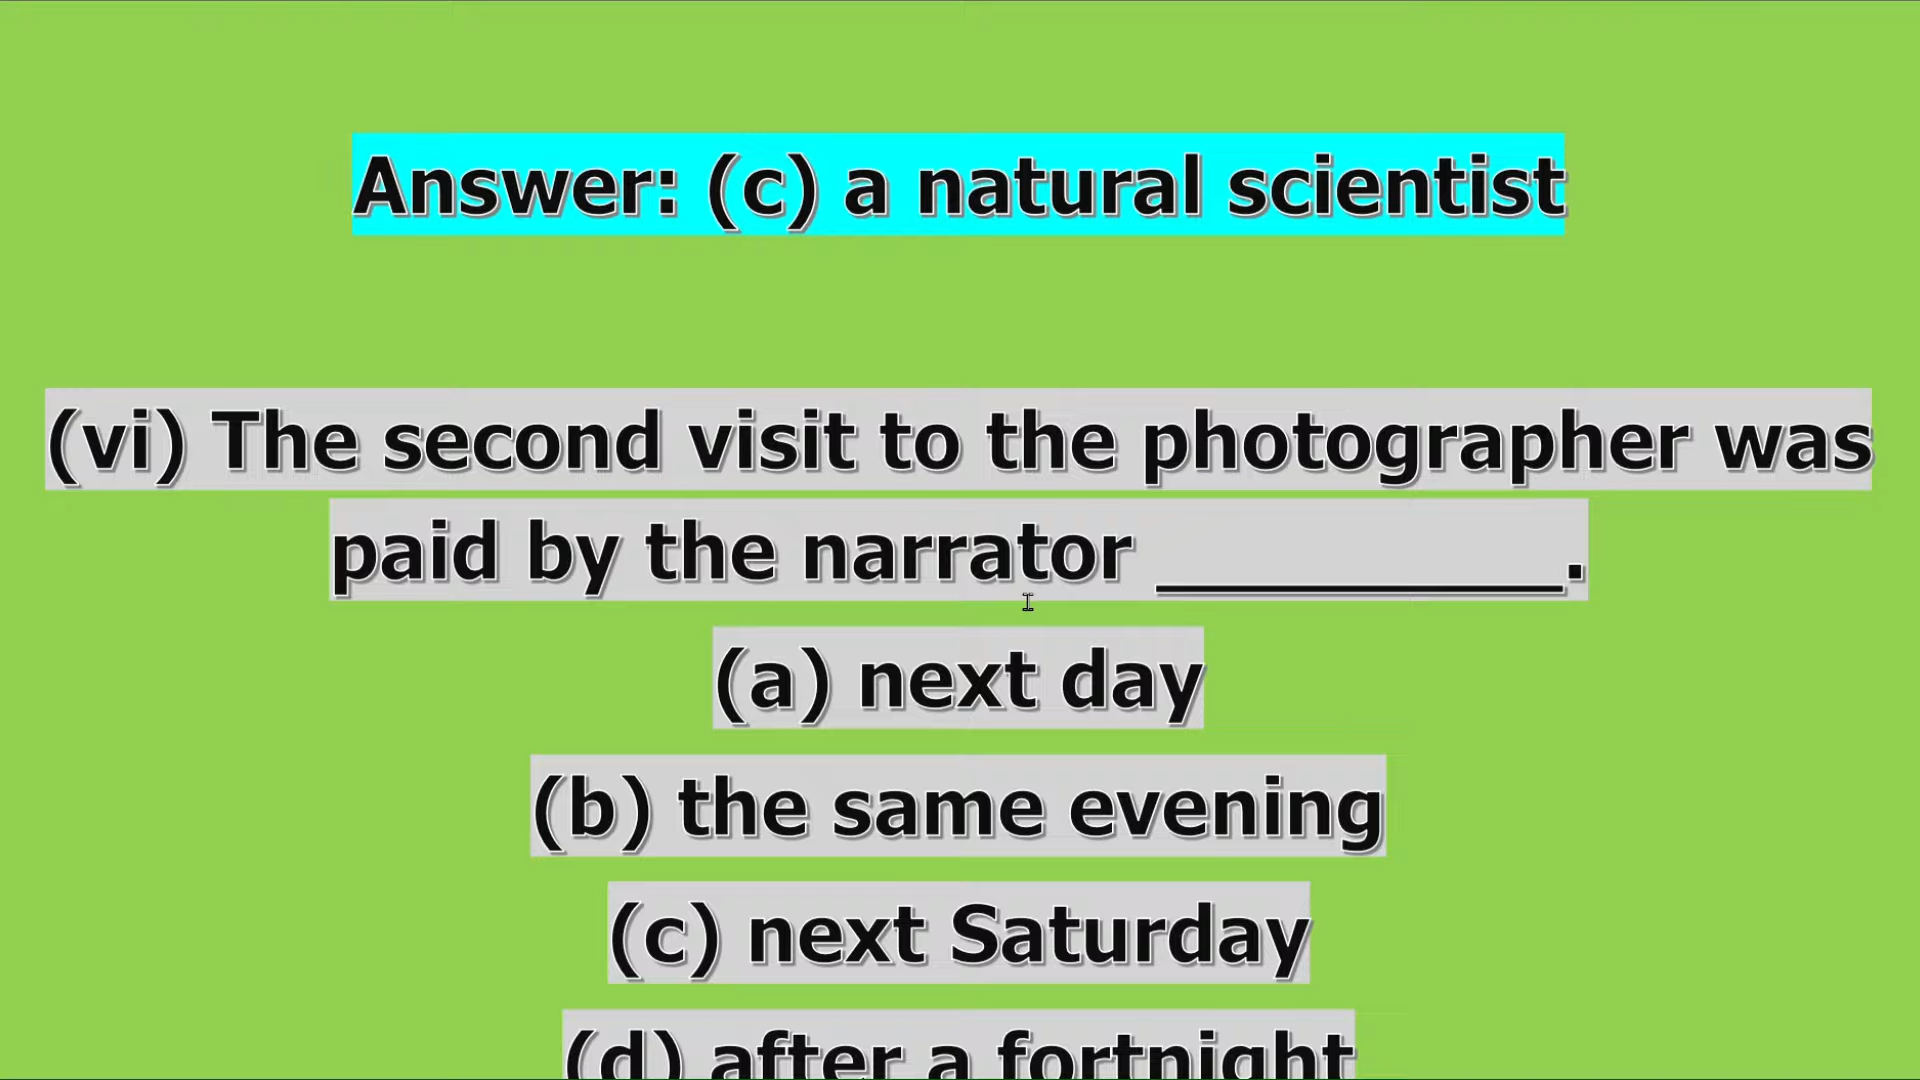 Answer: (c) a natural scientist
(vi) The second visit to the photographer was
paid by the narrator __________.
(a) next day
(b) the same evening
(c) next Saturday
(d) after a fortnight